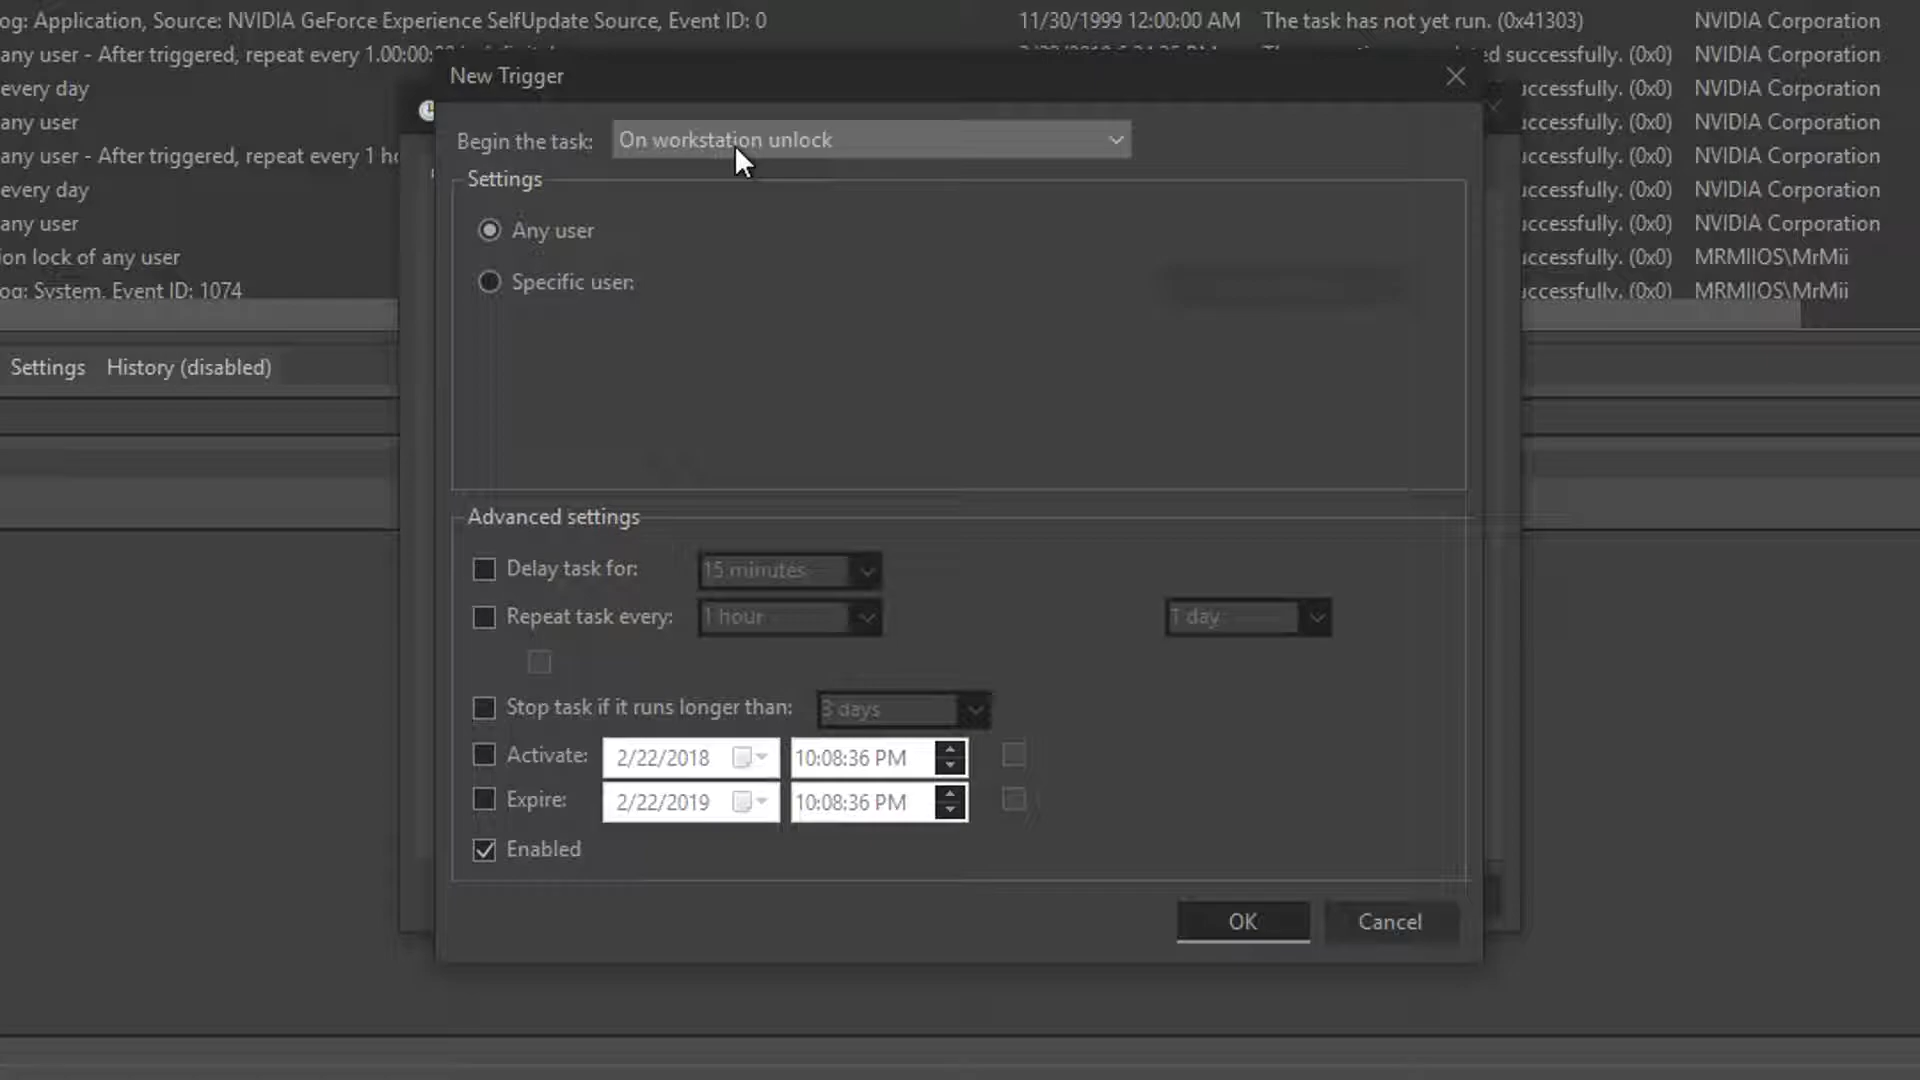 og: Application, Source: NVIDIA GeForce Experience SelfUpdate Source, Event ID: 0 11/30/1999 12:00:00 AM The task has not yet run. (0x41303) NVIDIA Corporation
any user - After triggered, repeat every 1.00:00: ed successfully. (0x0) NVIDIA Corporation
New Trigger
every day uccessfully. (0x0) NVIDIA Corporation
any user uccessfully. (0x0) NVIDIA Corporation
Begin the task: On workstation unlock
any user - After triggered, repeat every 1 ho uccessfully. (0x0) NVIDIA Corporation
Settings
every day uccessfully. (0x0) NVIDIA Corporation
any user uccessfully. (0x0) NVIDIA Corporation
Any user
ion lock of any user uccessfully. (0x0) MRMIIOS\MrMii
Specific user:
og: System, Event ID: 1074 uccessfully. (0x0) MRMIIOS\MrMii
Settings History (disabled)
Advanced settings
Delay task for: 15 minutes
Repeat task every: 1 hour 1 day
Stop task if it runs longer than: 3 days
Activate: 2/22/2018 10:08:36 PM
Expire: 2/22/2019 10:08:36 PM
Enabled
OK Cancel